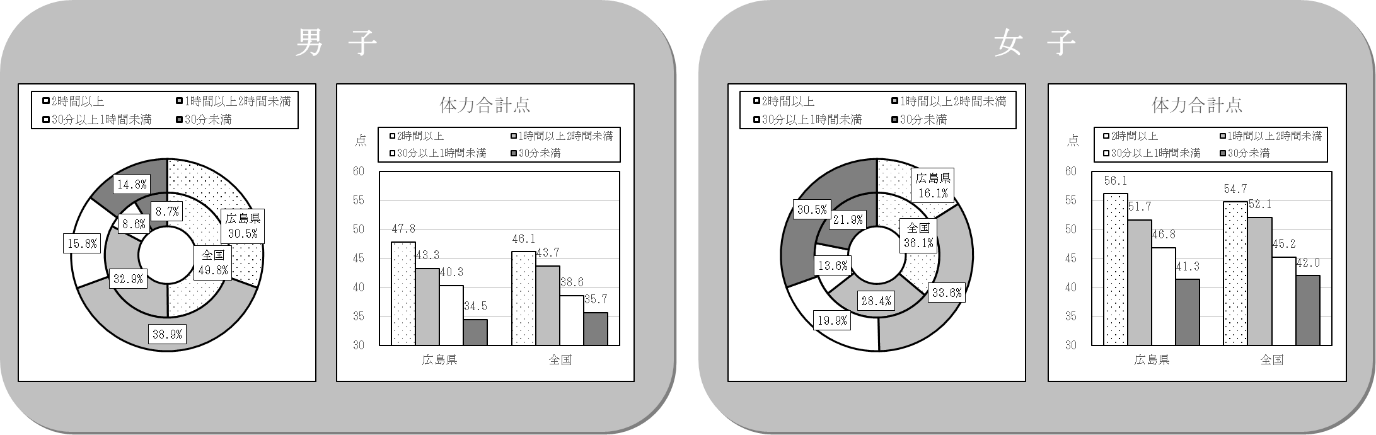 男 子
2時間以上 1時間以上2時間未満
30分以上1時間未満 30分未満
14.8%
8.7%
8.6%
広島県
30.5%
15.8%
全国
49.8%
32.9%
38.9%
体力合計点
点
2時間以上 1時間以上2時間未満
30分以上1時間未満 30分未満
60
55
50
45
40
35
30
47.8
43.3
40.3
34.5
46.1
43.7
38.6
35.7
広島県 全国
女 子
2時間以上 1時間以上2時間未満
30分以上1時間未満 30分未満
広島県
16.1%
30.5%
21.9%
全国
36.1%
13.6%
33.6%
28.4%
19.9%
体力合計点
点
2時間以上 1時間以上2時間未満
30分以上1時間未満 30分未満
60
55
50
45
40
35
30
56.1
51.7
46.8
41.3
54.7
52.1
45.2
42.0
広島県 全国